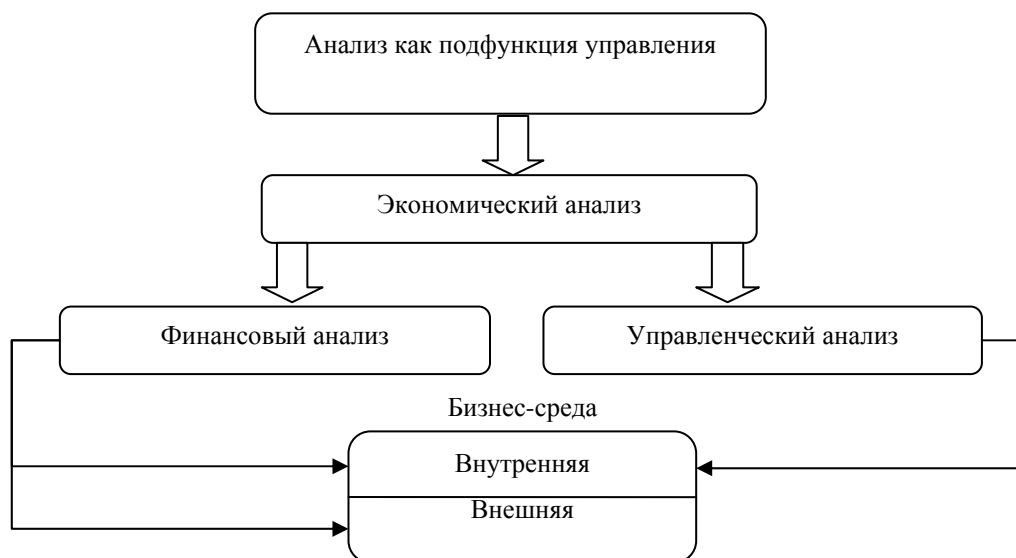 Анализ как подфункция управления
Экономический анализ
Финансовый анализ
Управленческий анализ
Бизнес-среда
Внутренняя
Внешняя